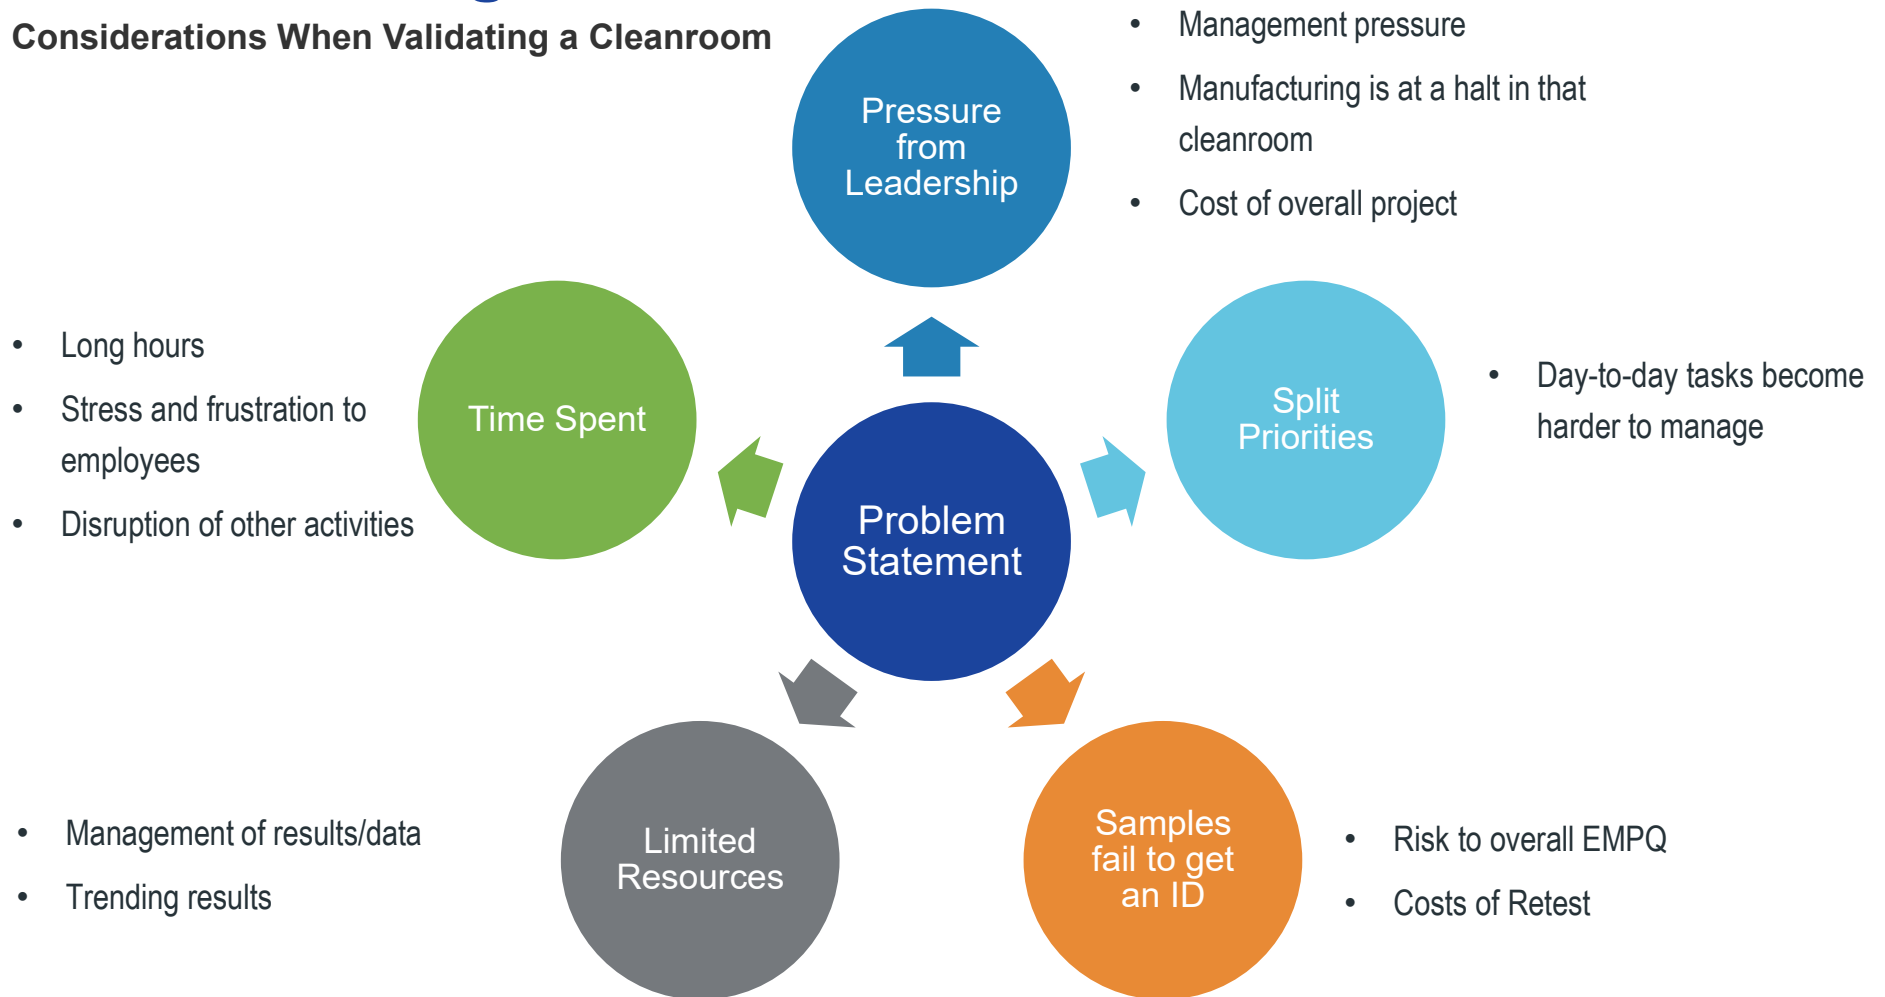 Considerations When Validating a Cleanroom
Pressure
from
Leadership
• Management pressure
• Manufacturing is at a halt in that
cleanroom
• Cost of overall project
Split
Priorities
• Day-to-day tasks become
harder to manage
• Long hours
• Stress and frustration to
employees
• Disruption of other activities
Time Spent
Problem
Statement
• Management of results/data
• Trending results
Limited
Resources
Samples
fail to get
an ID
• Risk to overall EMPQ
• Costs of Retest